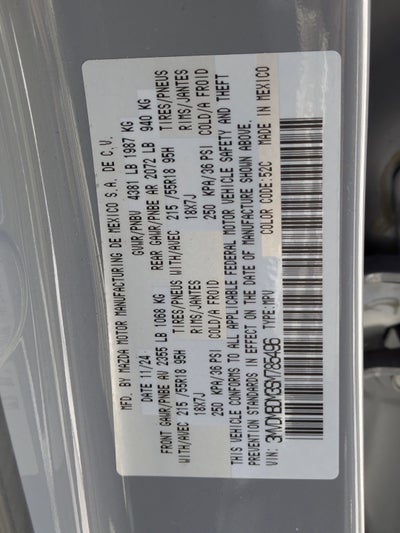 MFD. BY MAZDA MOTOR MANUFACTURING DE MEXICO S.A. DE C.V.
DATE 11/24 GVWR/PNBV 4381 LB 1987 KG
FRONT GAWR/PNBE AV 2355 LB 1068 KG REAR GAWR/PNBE AR 2072 LB 940 KG
WITH/AVEC 215 /55R18 95H TIRES/PNEUS WITH/AVEC 215 /55R18 95H TIRES/PNEUS
18X7J RIMS/JANTES 18X7J RIMS/JANTES
250 KPA/36 PSI COLD/A FROID 250 KPA/36 PSI COLD/A FROID
THIS VEHICLE CONFORMS TO ALL APPLICABLE FEDERAL MOTOR VEHICLE SAFETY AND THEFT
PREVENTION STANDARDS IN EFFECT ON THE DATE OF MANUFACTURE SHOWN ABOVE.
VIN: TYPE:MPV COLOR CODE:52C MADE IN MEXICO